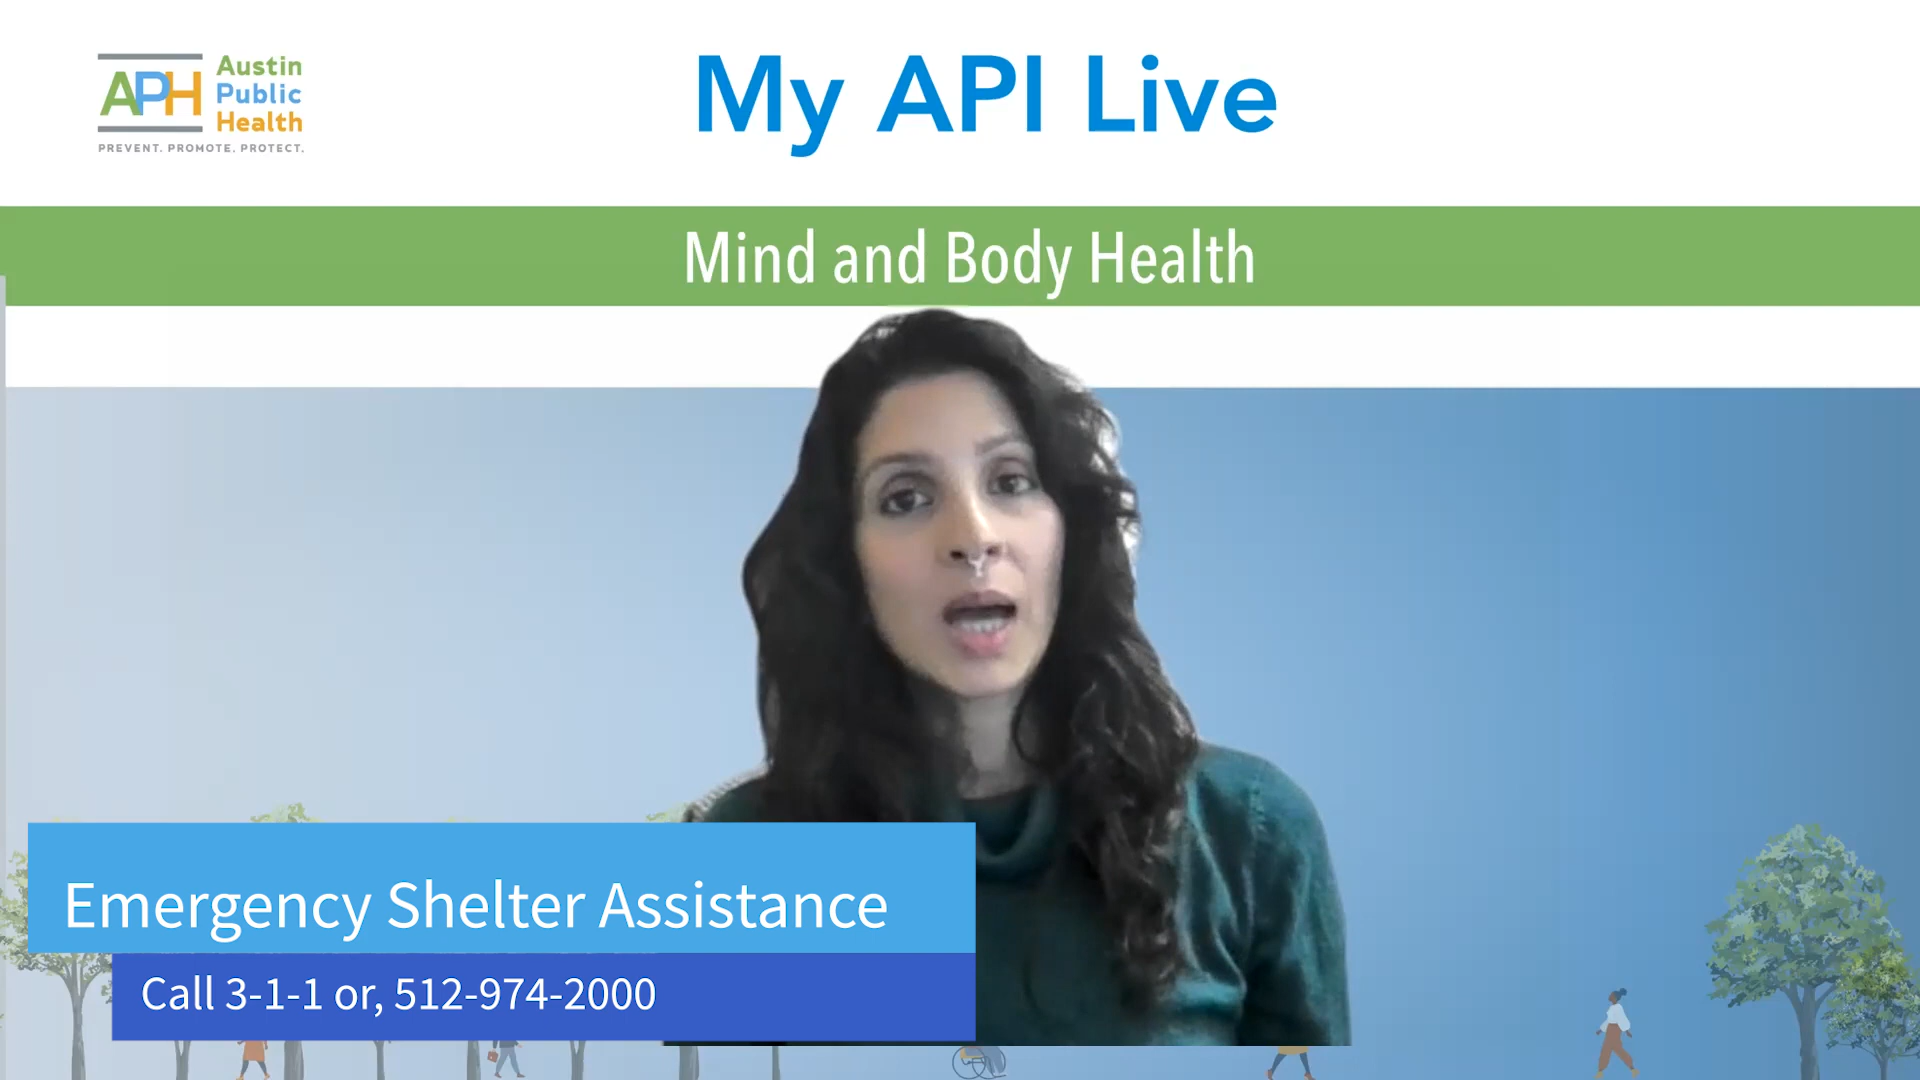 APH
Austin
Public
Health
PREVENT. PROMOTE. PROTECT.
My API Live
Mind and Body Health
Emergency Shelter Assistance
Call 3-1-1 or, 512-974-2000